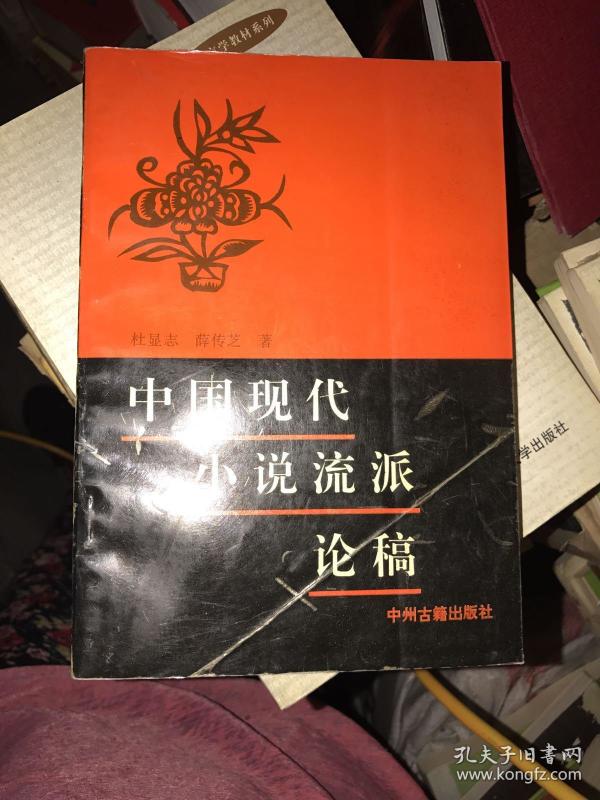 学教材系列
杜显志 薛传芝 著
中国现代
小说流派
论稿
中州古籍出版社
学出版社
孔夫子旧书网
www.kongfz.com